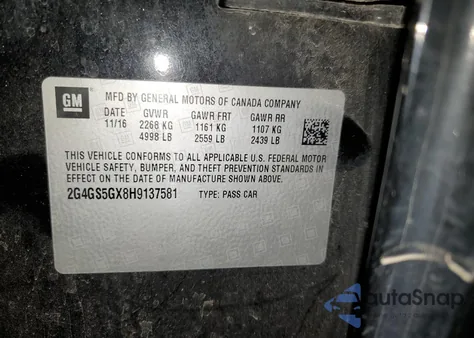 GM
MFD BY GENERAL MOTORS OF CANADA COMPANY
DATE GVWR GAWR FRT GAWR RR
11/16 2268 KG 1161 KG 1107 KG
4998 LB 2559 LB 2439 LB
THIS VEHICLE CONFORMS TO ALL APPLICABLE U.S. FEDERAL MOTOR
VEHICLE SAFETY, BUMPER, AND THEFT PREVENTION STANDARDS IN
EFFECT ON THE DATE OF MANUFACTURE SHOWN ABOVE.
2G4GS5GX8H9137581 TYPE: PASS CAR
autoSnap